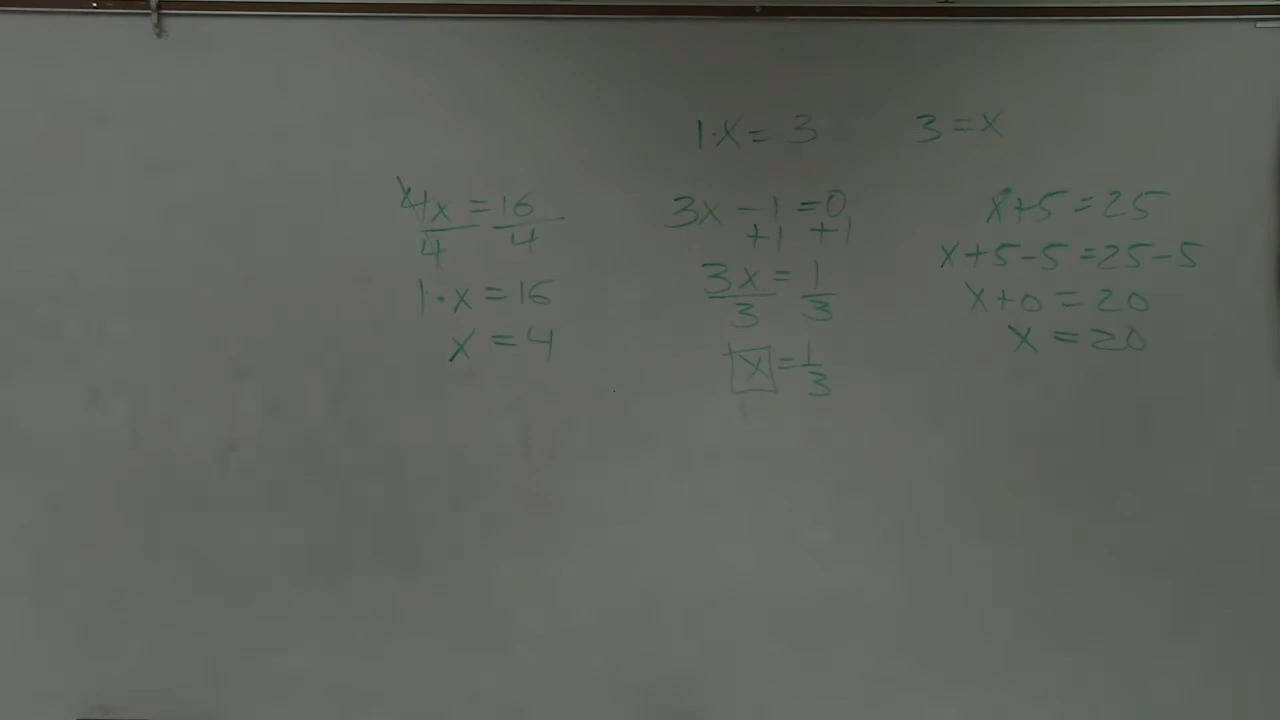 1·x = 3
3 = x
4x = 16
4 4
1·x = 16
x = 4
3x - 1 = 0
+1 +1
3x = 1
3 3
x = 1/3
x+5 = 25
x+5-5 = 25-5
x+0 = 20
x = 20